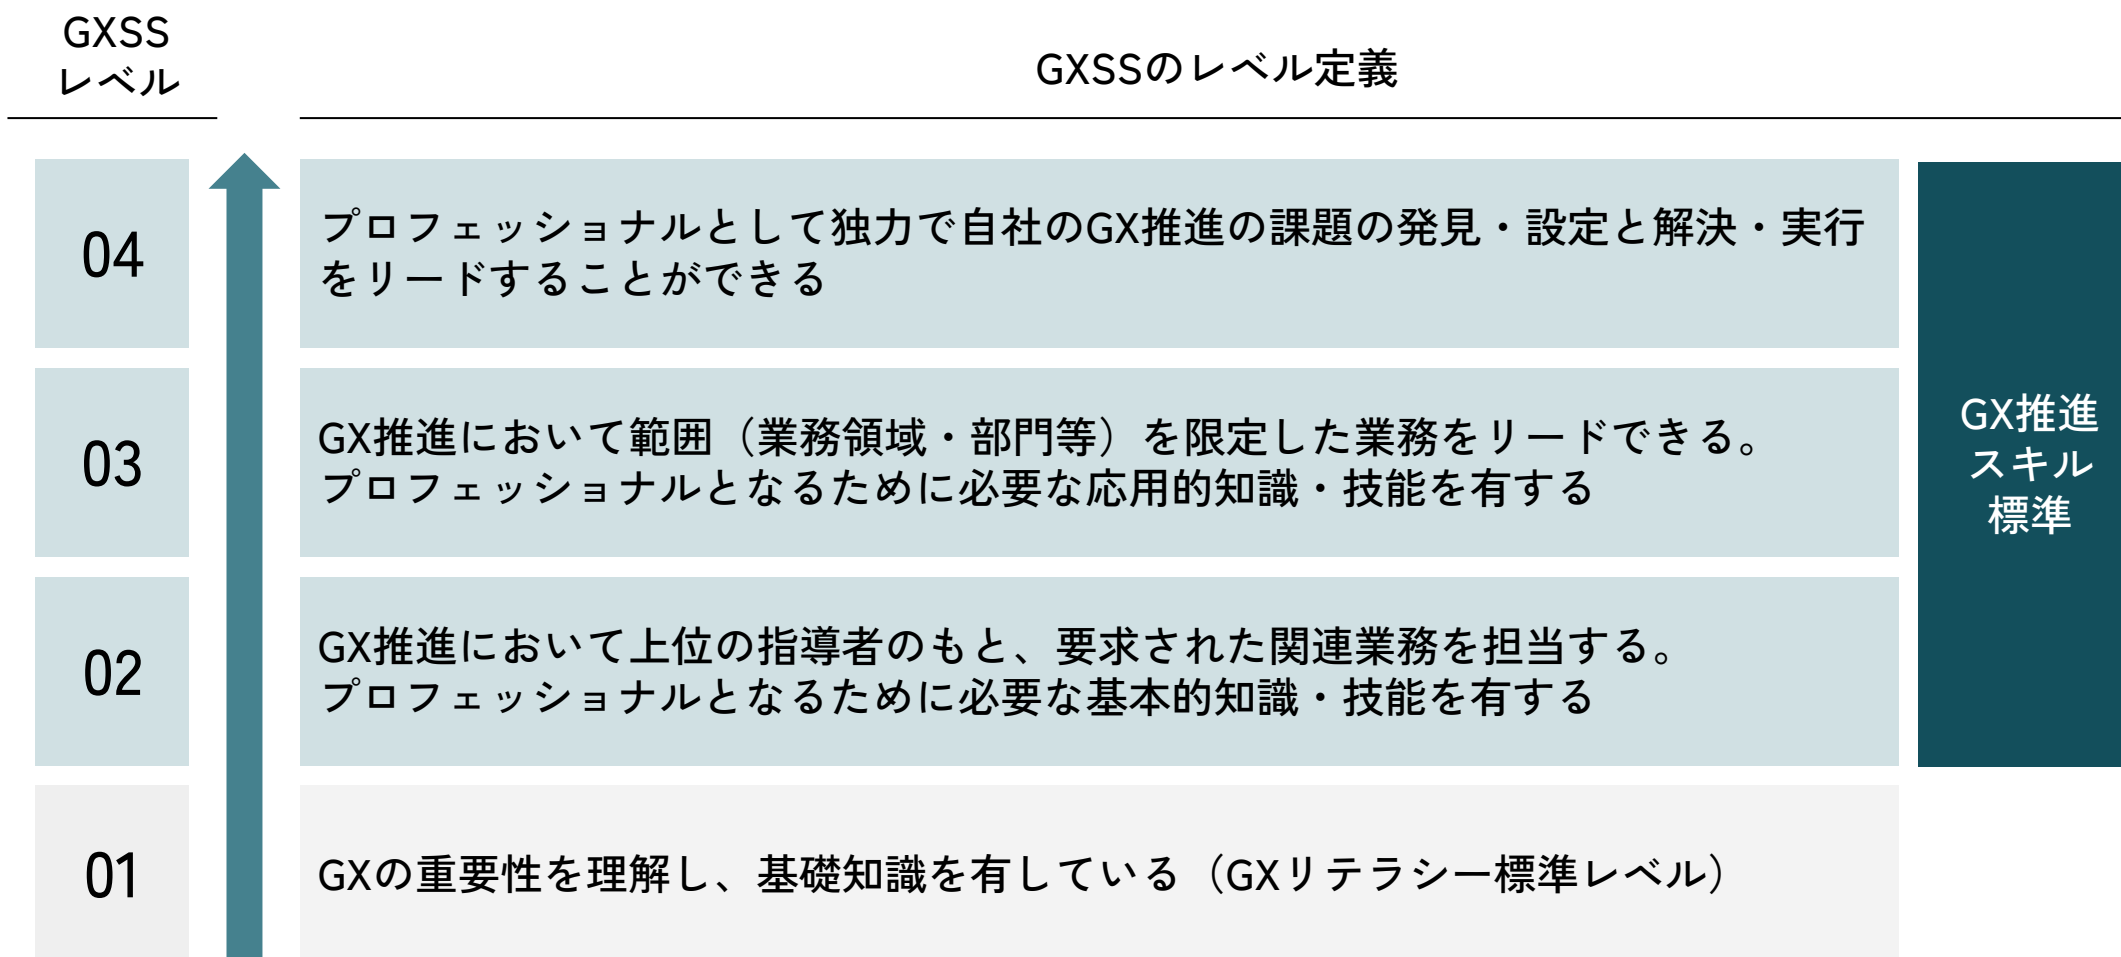 GXSS
レベル
GXSSのレベル定義
04
プロフェッショナルとして独力で自社のGX推進の課題の発見・設定と解決・実行
をリードすることができる
03
GX推進において範囲（業務領域・部門等）を限定した業務をリードできる。
プロフェッショナルとなるために必要な応用的知識・技能を有する
02
GX推進において上位の指導者のもと、要求された関連業務を担当する。
プロフェッショナルとなるために必要な基本的知識・技能を有する
01
GXの重要性を理解し、基礎知識を有している（GXリテラシー標準レベル）
GX推進
スキル
標準